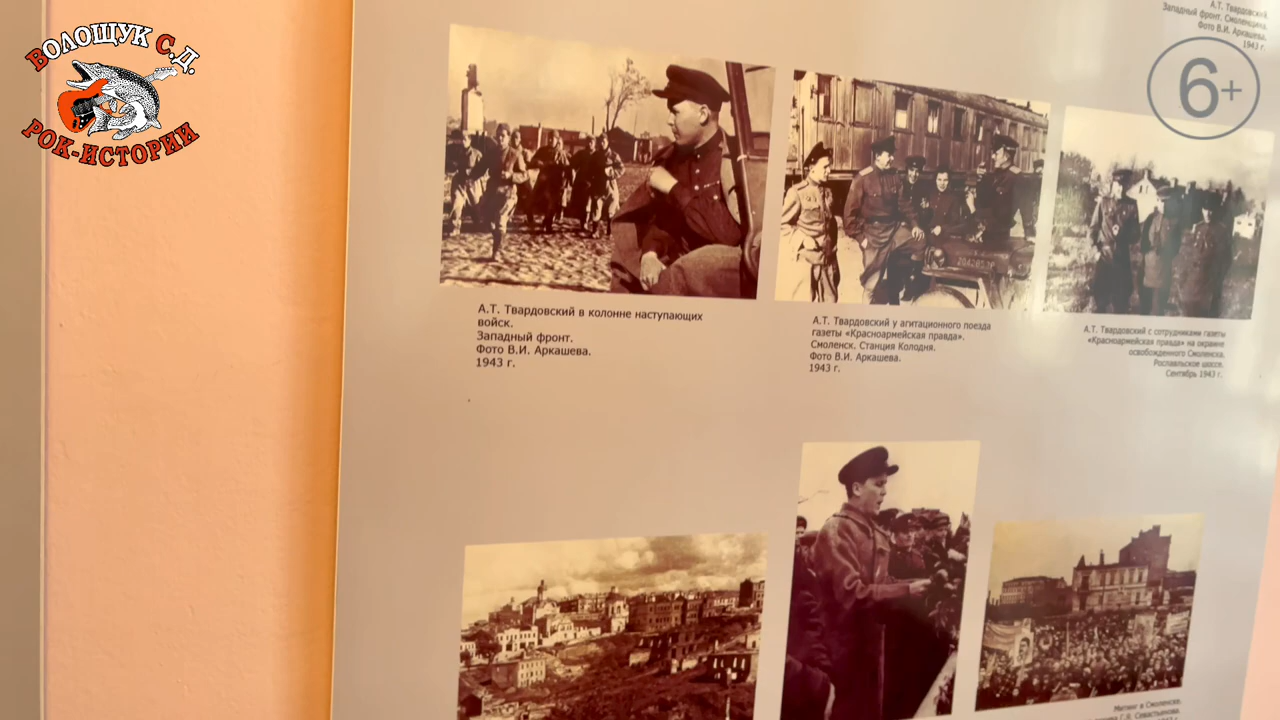 ВОЛОЩУК С.Д.
РОК-ИСТОРИИ
6+
А.Т. Твардовский.
Западный фронт. Смоленщина.
Фото В.И. Аркашева.
1943 г.
А.Т. Твардовский в колонне наступающих
войск.
Западный фронт.
Фото В.И. Аркашева.
1943 г.
А.Т. Твардовский у агитационного поезда
газеты «Красноармейская правда».
Смоленск. Станция Колодня.
Фото В.И. Аркашева.
1943 г.
А.Т. Твардовский с сотрудниками газеты
«Красноармейская правда» на окраине
освобожденного Смоленска.
Рославльское шоссе.
Сентябрь 1943 г.
Митинг в Смоленске.
Г.Я. Севастьянова.